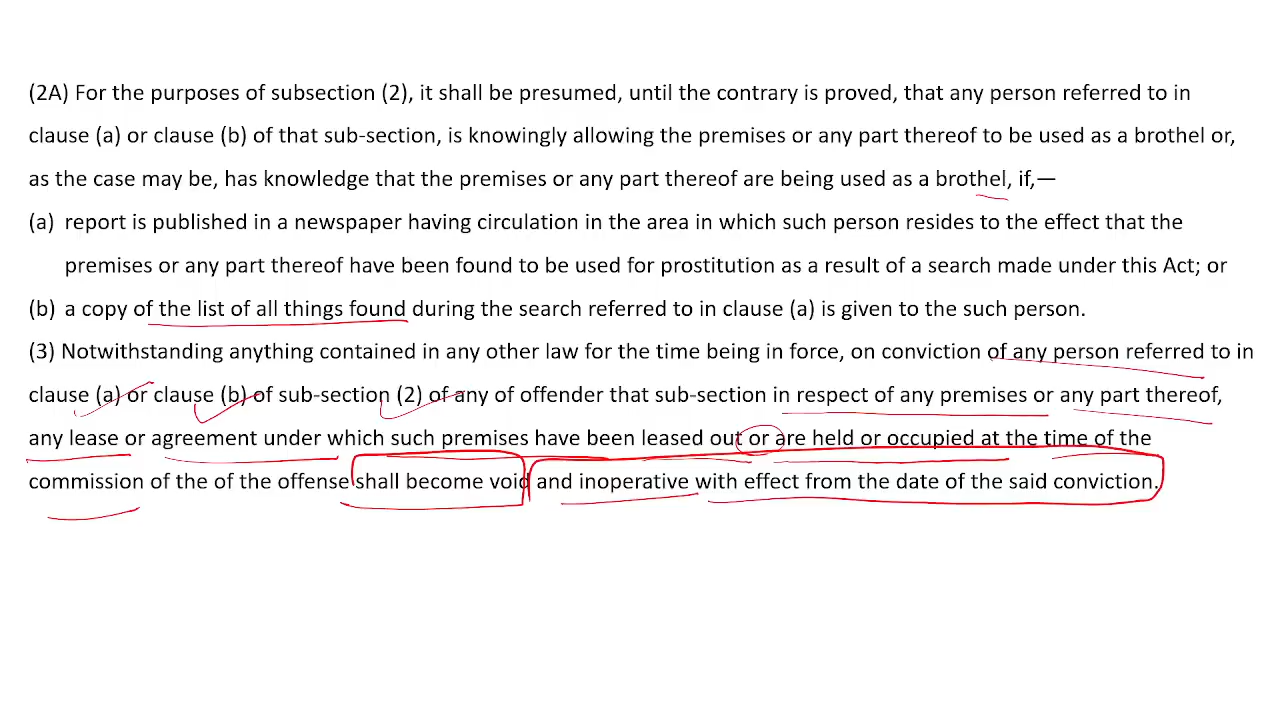 (2A) For the purposes of subsection (2), it shall be presumed, until the contrary is proved, that any person referred to in
clause (a) or clause (b) of that sub-section, is knowingly allowing the premises or any part thereof to be used as a brothel or,
as the case may be, has knowledge that the premises or any part thereof are being used as a brothel, if,—
(a) report is published in a newspaper having circulation in the area in which such person resides to the effect that the
premises or any part thereof have been found to be used for prostitution as a result of a search made under this Act; or
(b) a copy of the list of all things found during the search referred to in clause (a) is given to the such person.
(3) Notwithstanding anything contained in any other law for the time being in force, on conviction of any person referred to in
clause (a) or clause (b) of sub-section (2) of any of offender that sub-section in respect of any premises or any part thereof,
any lease or agreement under which such premises have been leased out or are held or occupied at the time of the
commission of the of the offense shall become void and inoperative with effect from the date of the said conviction.